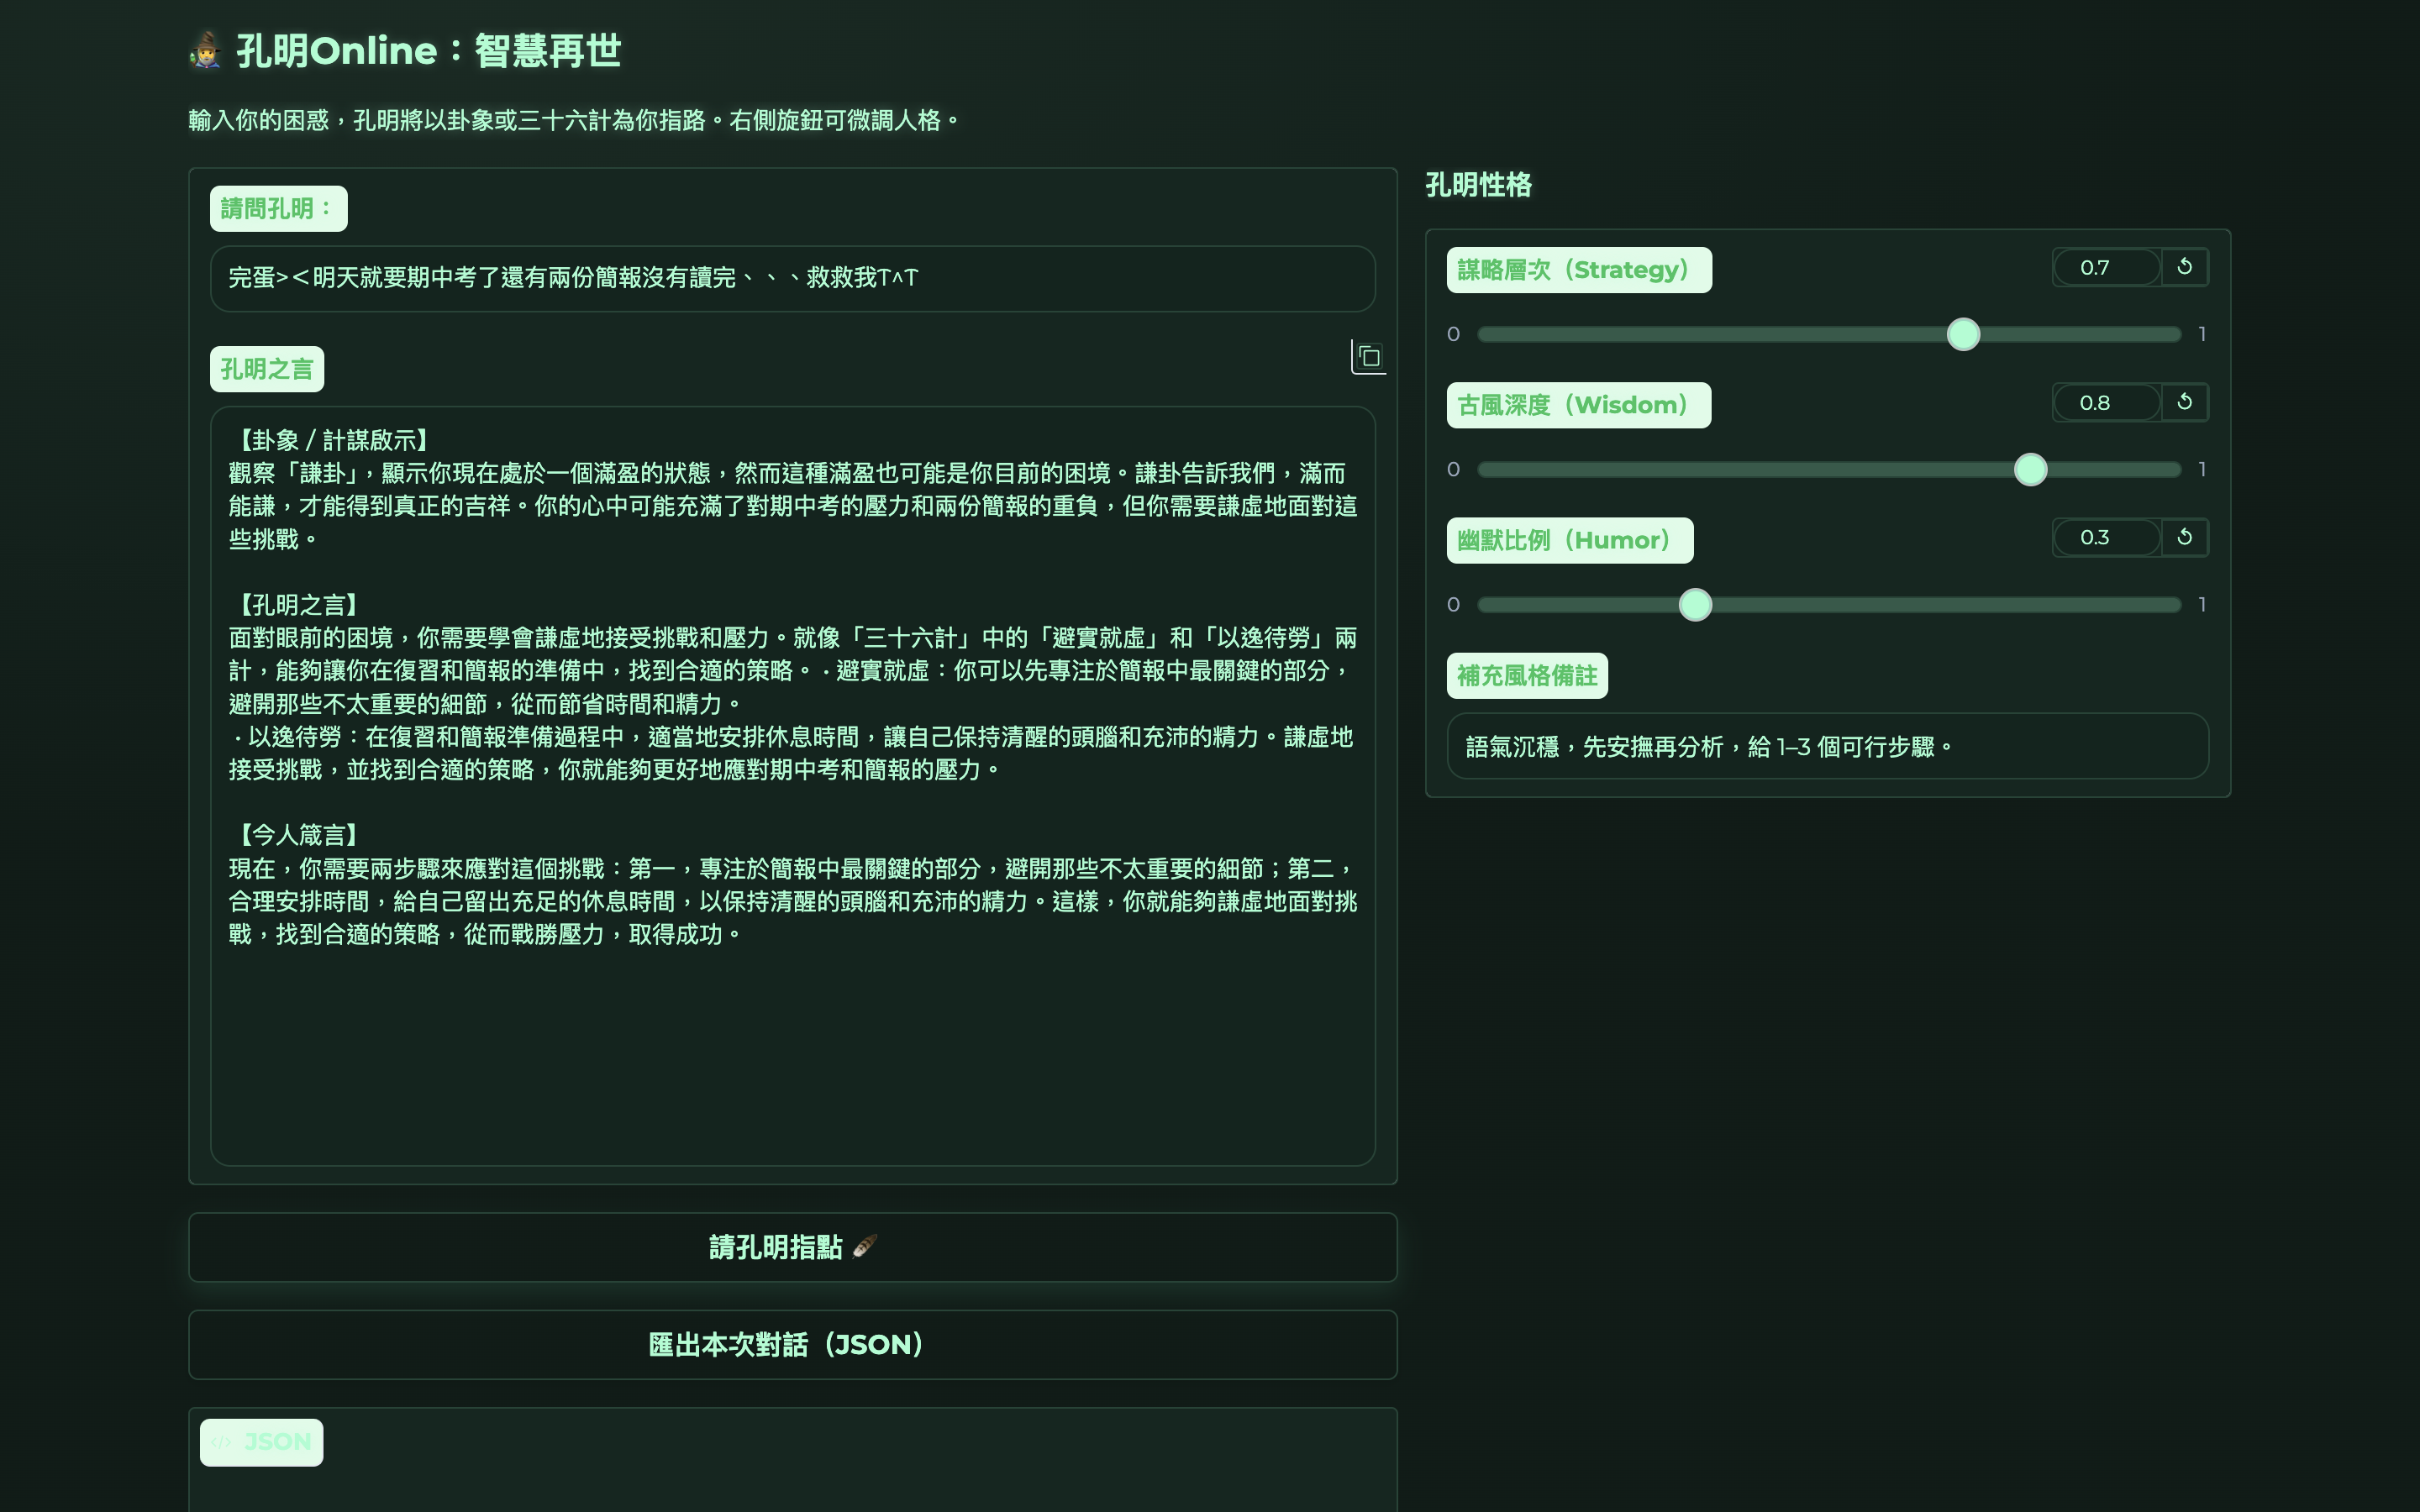 孔明Online：智慧再世
輸入你的困惑，孔明將以卦象或三十六計為你指路。右側旋鈕可微調人格。
請問孔明：
完蛋>＜明天就要期中考了還有兩份簡報沒有讀完、、、救救我T^T
孔明之言
【卦象 / 計謀啟示】
觀察「謙卦」，顯示你現在處於一個滿盈的狀態，然而這種滿盈也可能是你目前的困境。謙卦告訴我們，滿而
能謙，才能得到真正的吉祥。你的心中可能充滿了對期中考的壓力和兩份簡報的重負，但你需要謙虛地面對這
些挑戰。
【孔明之言】
面對眼前的困境，你需要學會謙虛地接受挑戰和壓力。就像「三十六計」中的「避實就虛」和「以逸待勞」兩
計，能夠讓你在復習和簡報的準備中，找到合適的策略。 · 避實就虛：你可以先專注於簡報中最關鍵的部分，
避開那些不太重要的細節，從而節省時間和精力。
· 以逸待勞：在復習和簡報準備過程中，適當地安排休息時間，讓自己保持清醒的頭腦和充沛的精力。謙虛地
接受挑戰，並找到合適的策略，你就能夠更好地應對期中考和簡報的壓力。
【今人箴言】
現在，你需要兩步驟來應對這個挑戰：第一，專注於簡報中最關鍵的部分，避開那些不太重要的細節；第二，
合理安排時間，給自己留出充足的休息時間，以保持清醒的頭腦和充沛的精力。這樣，你就能夠謙虛地面對挑
戰，找到合適的策略，從而戰勝壓力，取得成功。
請孔明指點
匯出本次對話（JSON）
</> JSON
孔明性格
謀略層次（Strategy）
0.7
0
1
古風深度（Wisdom）
0.8
0
1
幽默比例（Humor）
0.3
0
1
補充風格備註
語氣沉穩，先安撫再分析，給 1–3 個可行步驟。